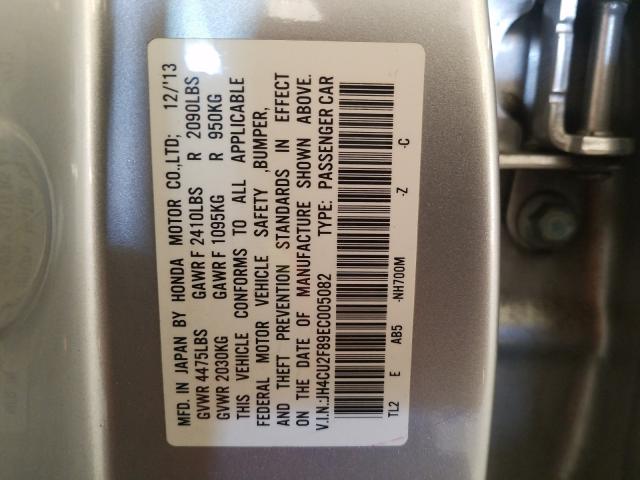 MFD. IN JAPAN BY HONDA MOTOR CO.,LTD; 12/'13
GVWR 4475LBS GAWR F 2410LBS R 2090LBS
GVWR 2030KG GAWR F 1095KG R 950KG
THIS VEHICLE CONFORMS TO ALL APPLICABLE
FEDERAL MOTOR VEHICLE SAFETY ,BUMPER,
AND THEFT PREVENTION STANDARDS IN EFFECT
ON THE DATE OF MANUFACTURE SHOWN ABOVE.
V.I.N.:JH4CU2F89EC005082 TYPE: PASSENGER CAR
TL2 E AB5 -NH700M -Z -C